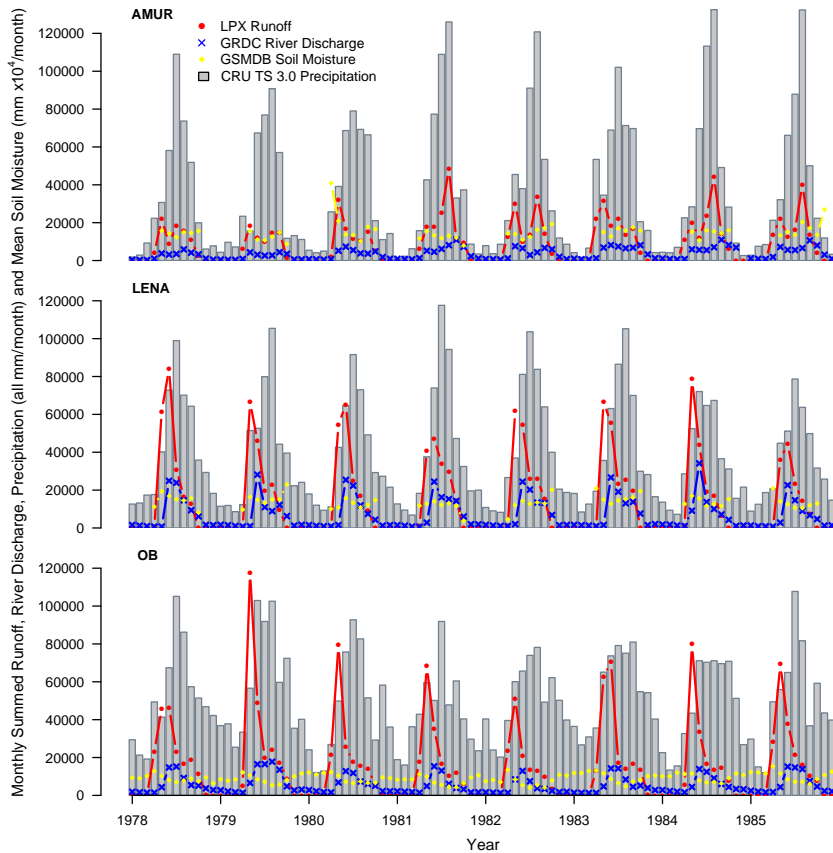 Monthly Summed Runoff, River Discharge, Precipitation (all mm/month) and Mean Soil Moisture (mm x10⁴/month)
AMUR
LPX Runoff
GRDC River Discharge
GSMDB Soil Moisture
CRU TS 3.0 Precipitation
120000
100000
80000
60000
40000
20000
0
LENA
120000
100000
80000
60000
40000
20000
0
OB
120000
100000
80000
60000
40000
20000
0
1978 1979 1980 1981 1982 1983 1984 1985
Year